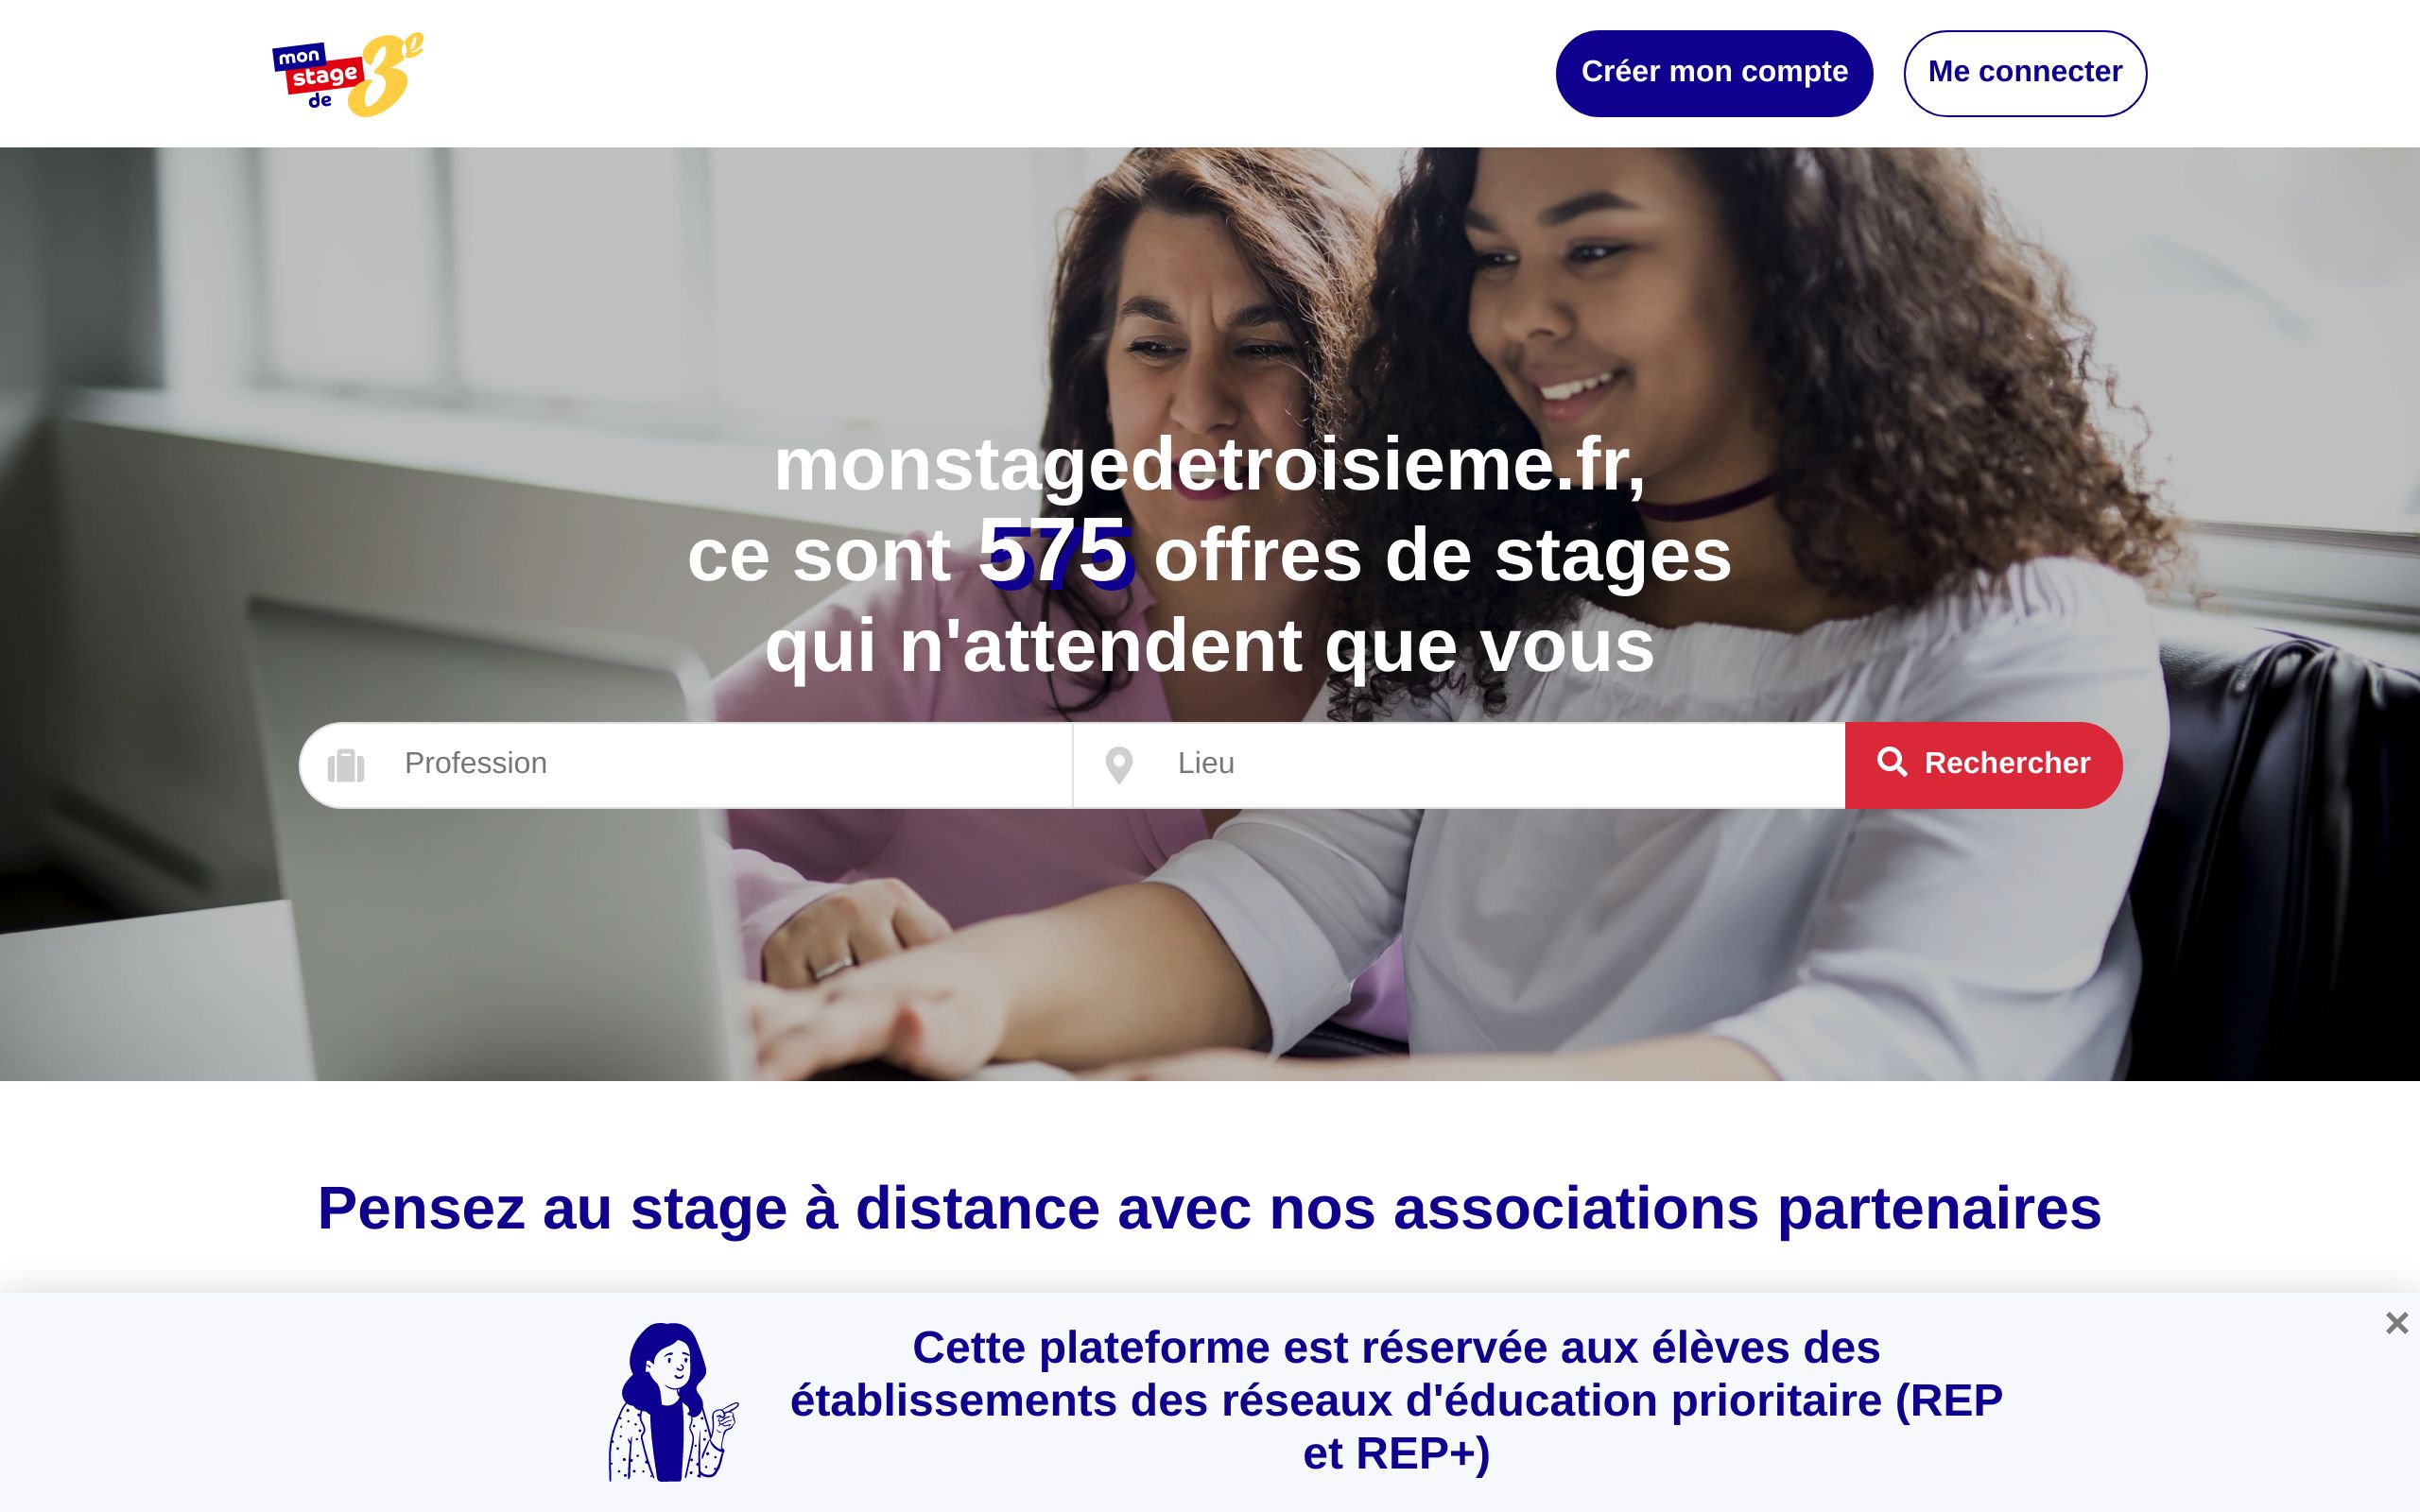 mon
stage
de 3e
Créer mon compte
Me connecter
monstagedetroisieme.fr,
ce sont 575 offres de stages
qui n'attendent que vous
Profession
Lieu
Rechercher
Pensez au stage à distance avec nos associations partenaires
Cette plateforme est réservée aux élèves des
établissements des réseaux d'éducation prioritaire (REP
et REP+)